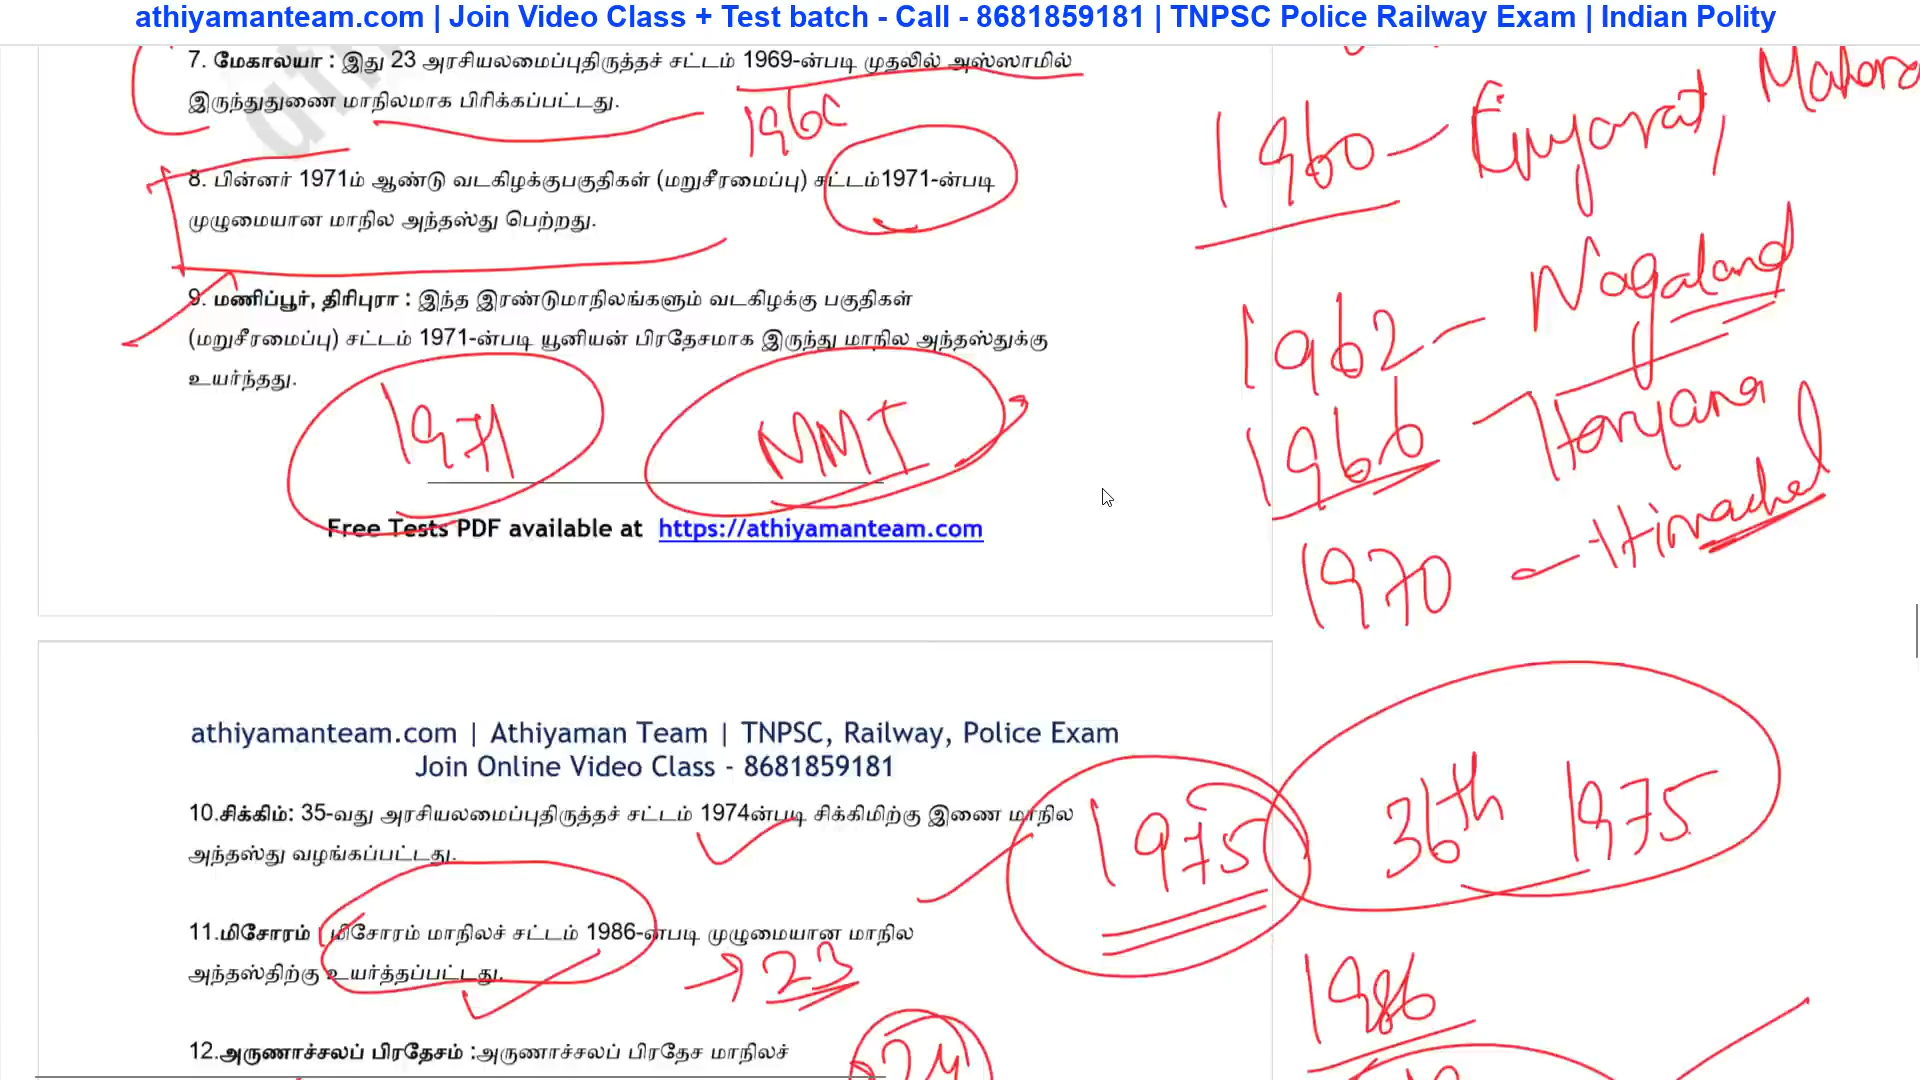 athiyamanteam.com | Join Video Class + Test batch - Call - 8681859181 | TNPSC Police Railway Exam | Indian Polity
7. மேகாலயா : இது 23 அரசியலமைப்புதிருத்தச் சட்டம் 1969-ன்படி முதலில் அஸ்ஸாமில்
இருந்துதுணை மாநிலமாக பிரிக்கப்பட்டது.
1960 - Gujarat,
8. பின்னர் 1971ம் ஆண்டு வடகிழக்குபகுதிகள் (மறுசீரமைப்பு) சட்டம்1971-ன்படி
முழுமையான மாநில அந்தஸ்து பெற்றது.
1962 - Nagaland
9. மணிப்பூர், திரிபுரா : இந்த இரண்டுமாநிலங்களும் வடகிழக்கு பகுதிகள்
(மறுசீரமைப்பு) சட்டம் 1971-ன்படி யூனியன் பிரதேசமாக இருந்து மாநில அந்தஸ்துக்கு
உயர்ந்தது.
1971
1966 - Haryana
1970 - Himachel
Free Tests PDF available at https://athiyamanteam.com
athiyamanteam.com | Athiyaman Team | TNPSC, Railway, Police Exam
Join Online Video Class - 8681859181
10.சிக்கிம்: 35-வது அரசியலமைப்புதிருத்தச் சட்டம் 1974ன்படி சிக்கிமிற்கு இணை மாநில
அந்தஸ்து வழங்கப்பட்டது.
1975
36th 1975
11.மிசோரம் : மிசோரம் மாநிலச் சட்டம் 1986-ன்படி முழுமையான மாநில
அந்தஸ்திற்கு உயர்த்தப்பட்டது.
23
1986
12.அருணாச்சலப் பிரதேசம் :அருணாச்சலப் பிரதேச மாநிலச்
24